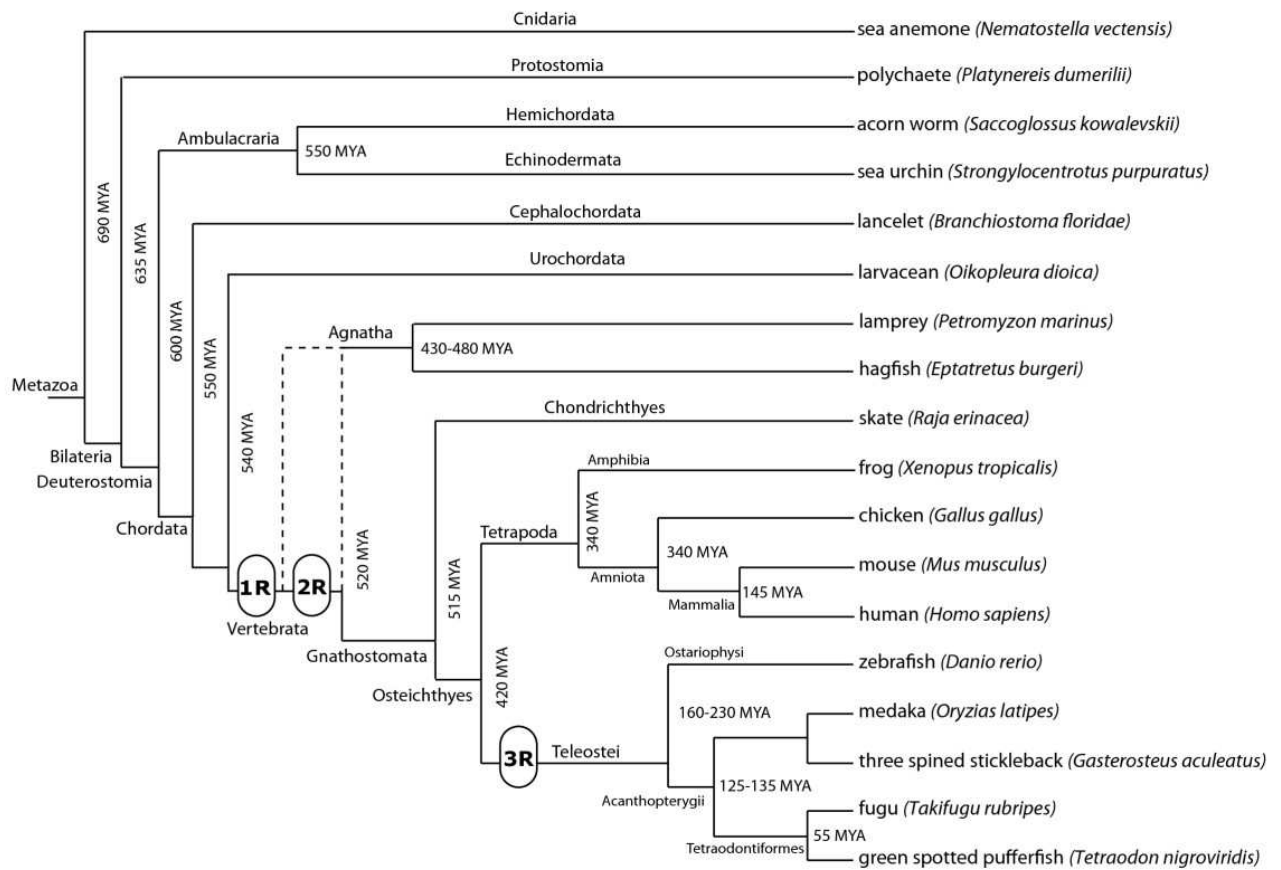 Cnidaria
sea anemone (Nematostella vectensis)
Protostomia
polychaete (Platynereis dumerilii)
Hemichordata
acorn worm (Saccoglossus kowalevskii)
Ambulacraria
550 MYA
Echinodermata
sea urchin (Strongylocentrotus purpuratus)
690 MYA
635 MYA
Cephalochordata
lancelet (Branchiostoma floridae)
Urochordata
larvacean (Oikopleura dioica)
600 MYA
550 MYA
Agnatha
lamprey (Petromyzon marinus)
430-480 MYA
hagfish (Eptatretus burgeri)
Metazoa
Chondrichthyes
skate (Raja erinacea)
540 MYA
Bilateria
Deuterostomia
Amphibia
frog (Xenopus tropicalis)
Chordata
Tetrapoda
340 MYA
chicken (Gallus gallus)
340 MYA
520 MYA
515 MYA
1R
2R
Amniota
mouse (Mus musculus)
Mammalia
145 MYA
human (Homo sapiens)
Vertebrata
Gnathostomata
Ostariophysi
zebrafish (Danio rerio)
Osteichthyes
420 MYA
160-230 MYA
medaka (Oryzias latipes)
3R
Teleostei
three spined stickleback (Gasterosteus aculeatus)
125-135 MYA
Acanthopterygii
fugu (Takifugu rubripes)
55 MYA
Tetraodontiformes
green spotted pufferfish (Tetraodon nigroviridis)